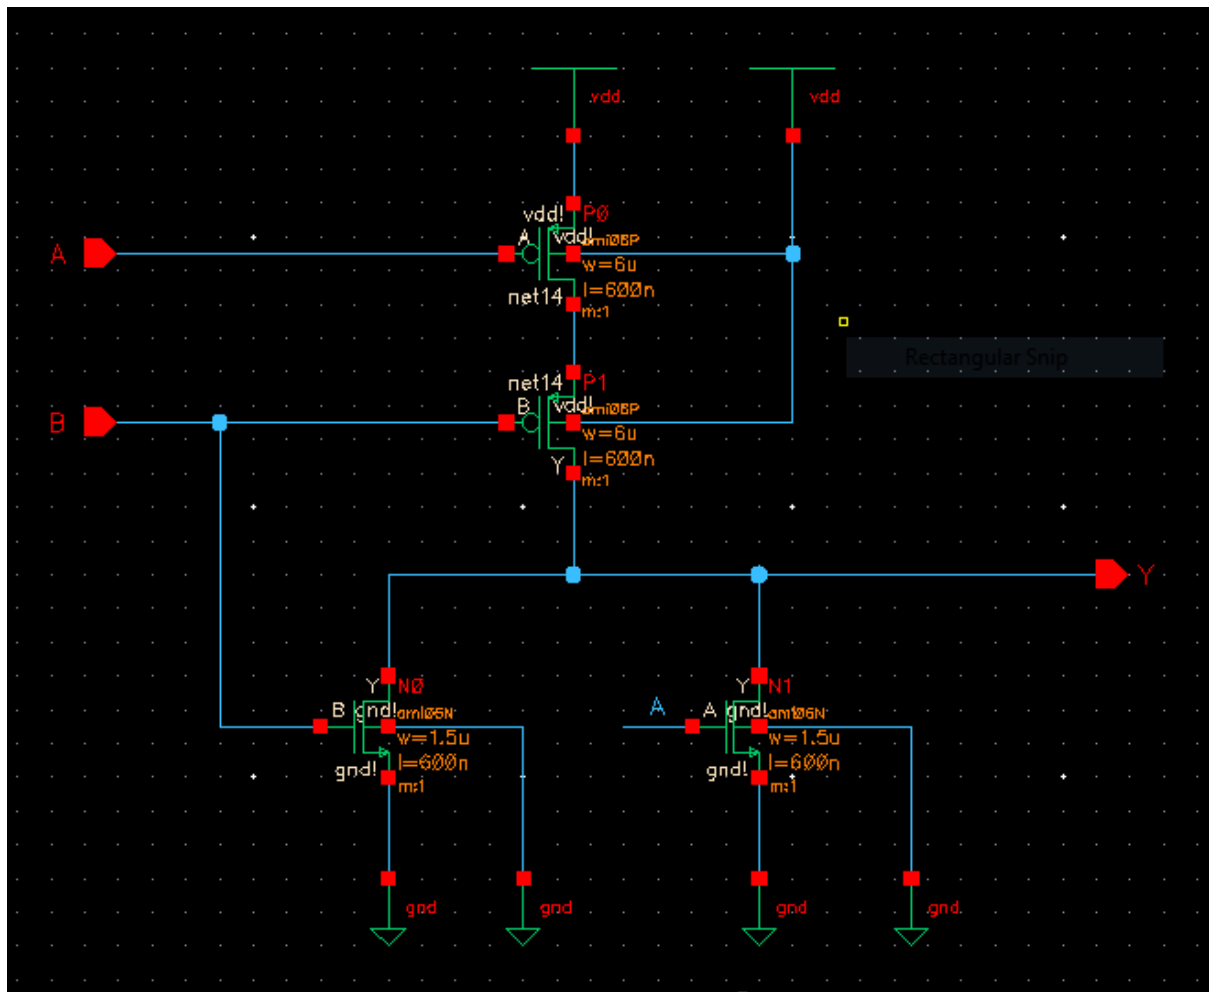 vdd
vdd
vdd!
P0
A
vdd!
ami06P
A
w=6u
l=600n
net14
m:1
Rectangular Snip
net14
P1
B
vdd!
ami06P
B
w=6u
l=600n
Y
m:1
Y
Y
N0
Y
N1
B
gnd!
ami06N
A
A
gnd!
ami06N
w=1.5u
w=1.5u
gnd!
l=600n
gnd!
l=600n
m:1
m:1
gnd
gnd
gnd
gnd